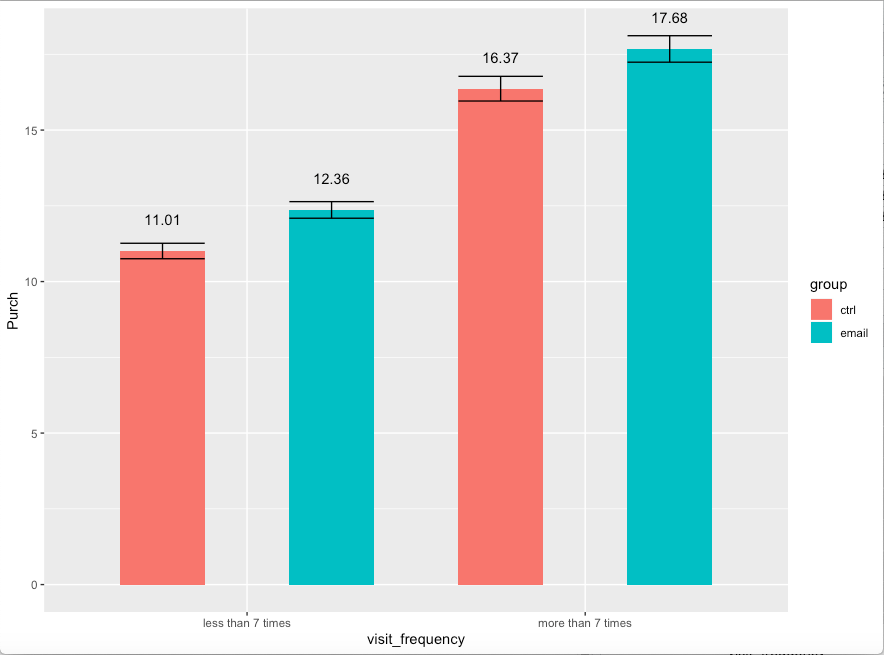 17.68
16.37
15
12.36
11.01
10
5
0
Purch
less than 7 times
more than 7 times
visit_frequency
group
ctrl
email